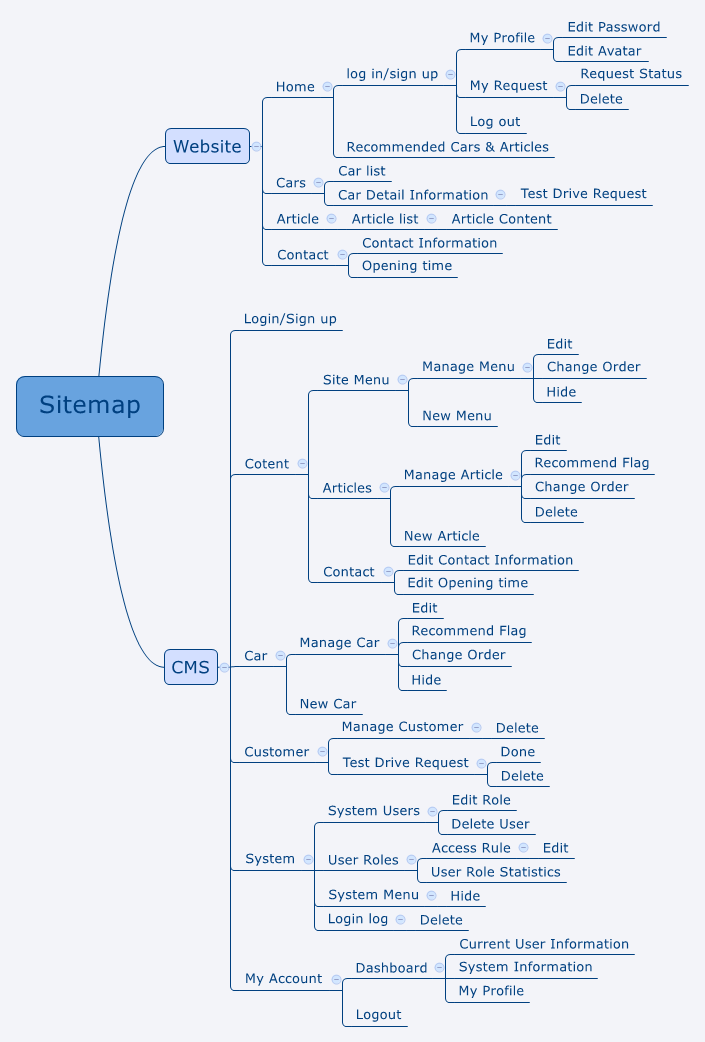 Edit Password
My Profile
Edit Avatar
log in/sign up
Request Status
Home
My Request
Delete
Log out
Website
Recommended Cars & Articles
Car list
Cars
Car Detail Information
Test Drive Request
Article
Article list
Article Content
Contact Information
Contact
Opening time
Login/Sign up
Edit
Manage Menu
Change Order
Site Menu
Hide
Sitemap
New Menu
Edit
Cotent
Recommend Flag
Manage Article
Articles
Change Order
Delete
New Article
Edit Contact Information
Contact
Edit Opening time
Edit
Manage Car
Recommend Flag
Car
Change Order
CMS
Hide
New Car
Manage Customer
Delete
Customer
Done
Test Drive Request
Delete
Edit Role
System Users
Delete User
Access Rule
Edit
System
User Roles
User Role Statistics
System Menu
Hide
Login log
Delete
Current User Information
Dashboard
System Information
My Account
My Profile
Logout